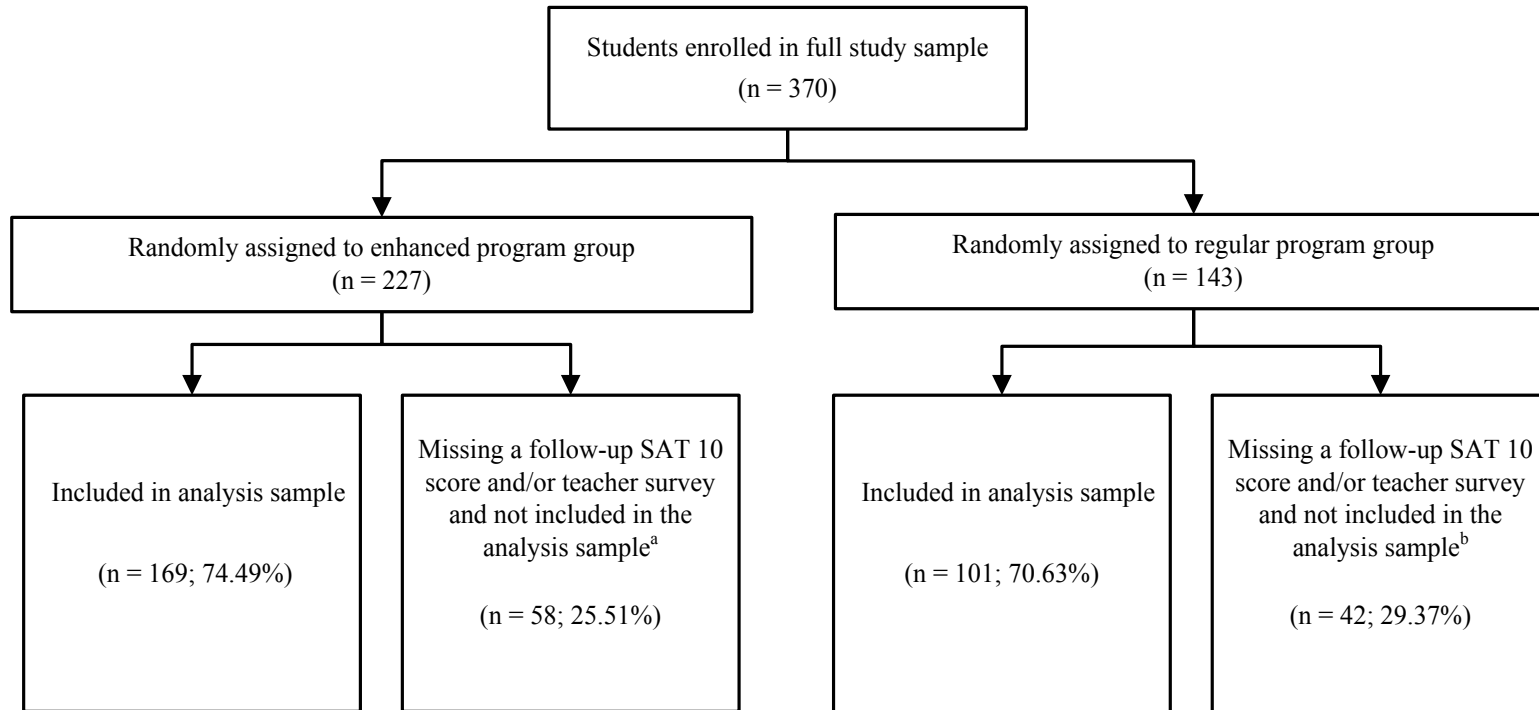 Students enrolled in full study sample
(n = 370)
Randomly assigned to enhanced program group
(n = 227)
Randomly assigned to regular program group
(n = 143)
Included in analysis sample
(n = 169; 74.49%)
Missing a follow-up SAT 10
score and/or teacher survey
and not included in the
analysis sampleᵃ
(n = 58; 25.51%)
Included in analysis sample
(n = 101; 70.63%)
Missing a follow-up SAT 10
score and/or teacher survey
and not included in the
analysis sampleᵇ
(n = 42; 29.37%)